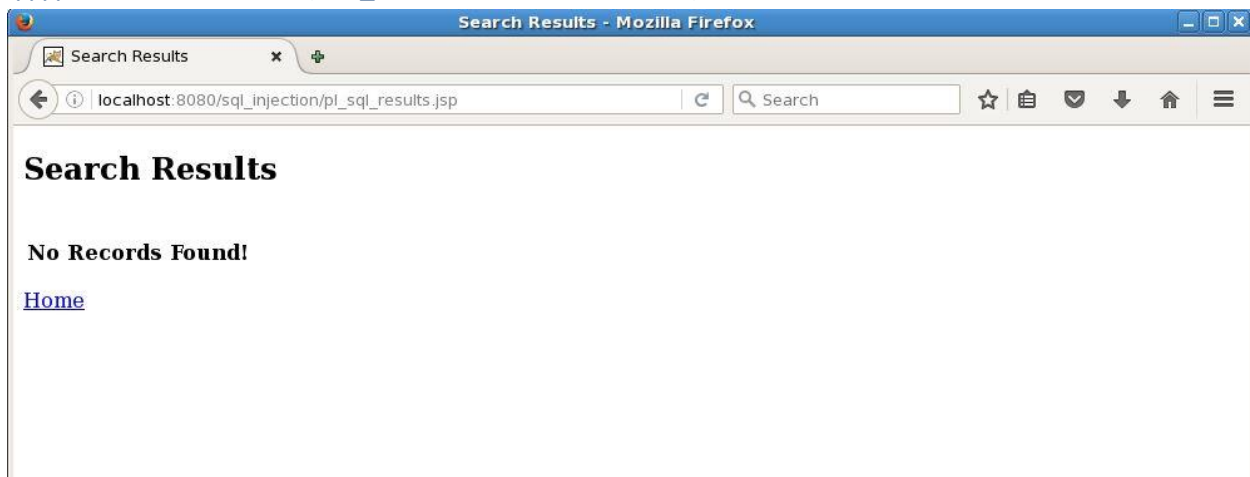 Search Results - Mozilla Firefox
Search Results
localhost:8080/sql_injection/pl_sql_results.jsp
Search
Search Results
No Records Found!
Home